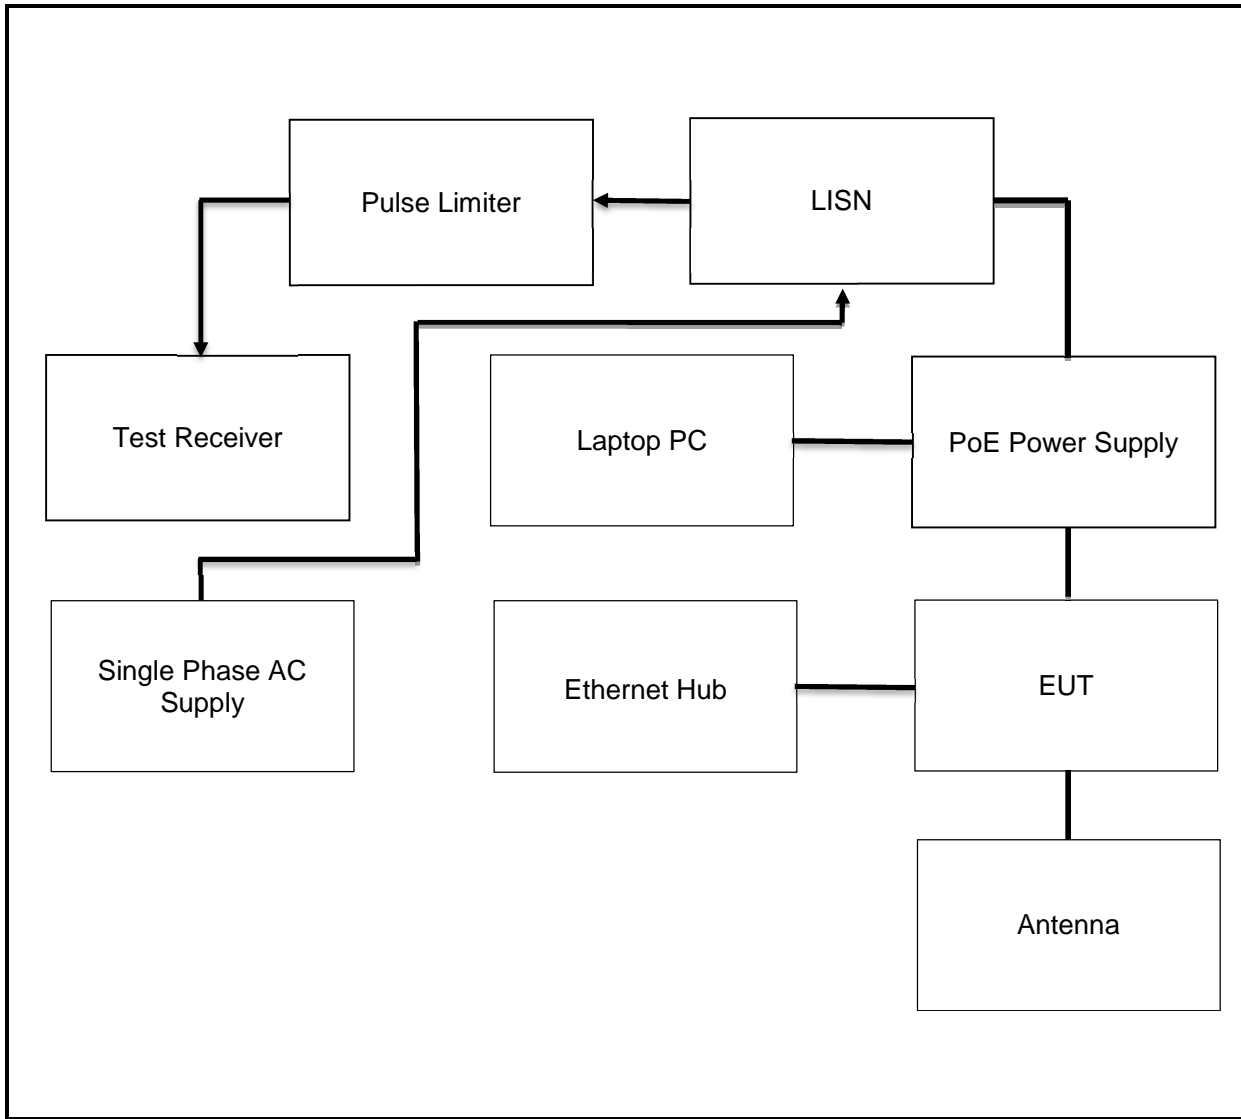 Pulse Limiter
LISN
Test Receiver
Laptop PC
PoE Power Supply
Single Phase AC
Supply
Ethernet Hub
EUT
Antenna